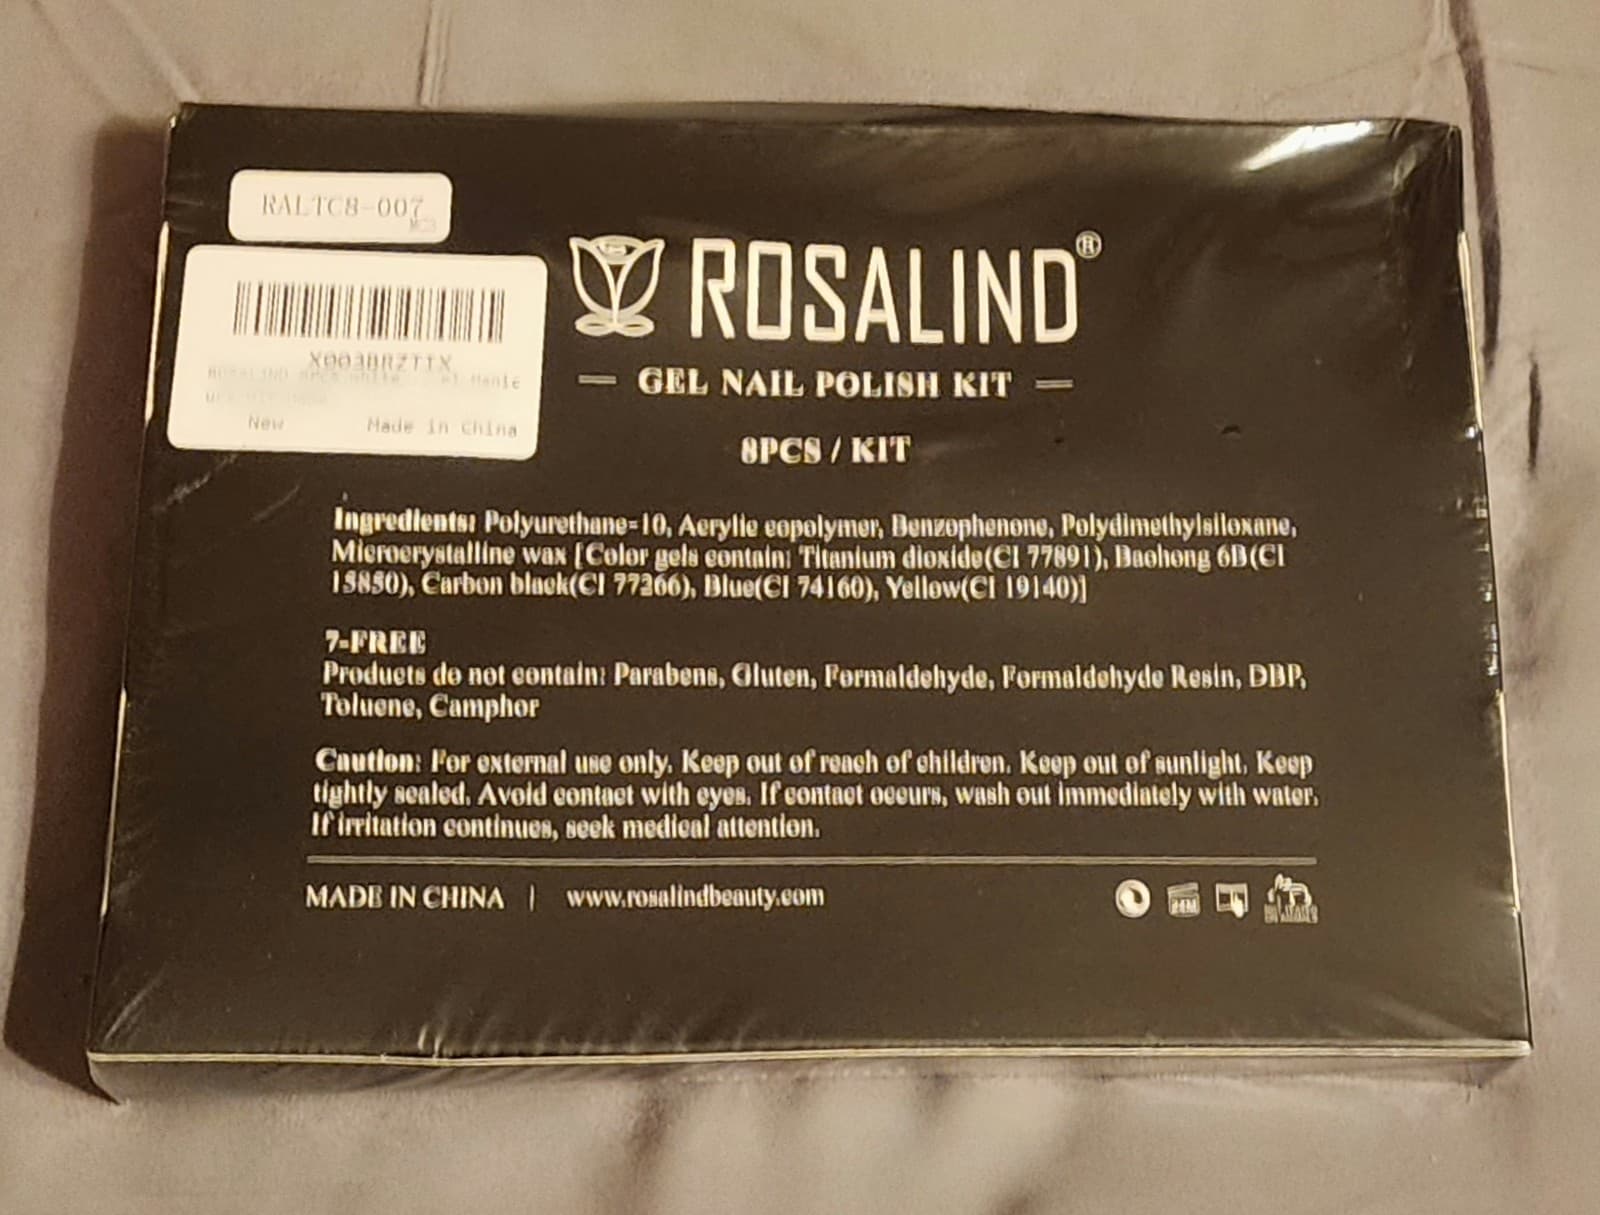 RALTC8-007
X003BRZTTX
ROSALIND 8Pcs White
New Made in China
ROSALIND®
GEL NAIL POLISH KIT
8PCS / KIT
Ingredients: Polyurethane-10, Acrylic copolymer, Benzophenone, Polydimethylsiloxane,
Microcrystalline wax [Color gels contain: Titanium dioxide(CI 77891), Baohong 6B(CI
15850), Carbon black(CI 77266), Blue(CI 74160), Yellow(CI 19140)]
7-FREE
Products do not contain: Parabens, Gluten, Formaldehyde, Formaldehyde Resin, DBP,
Toluene, Camphor
Caution: For external use only. Keep out of reach of children. Keep out of sunlight. Keep
tightly sealed. Avoid contact with eyes. If contact occurs, wash out immediately with water.
If irritation continues, seek medical attention.
MADE IN CHINA | www.rosalindbeauty.com
24M